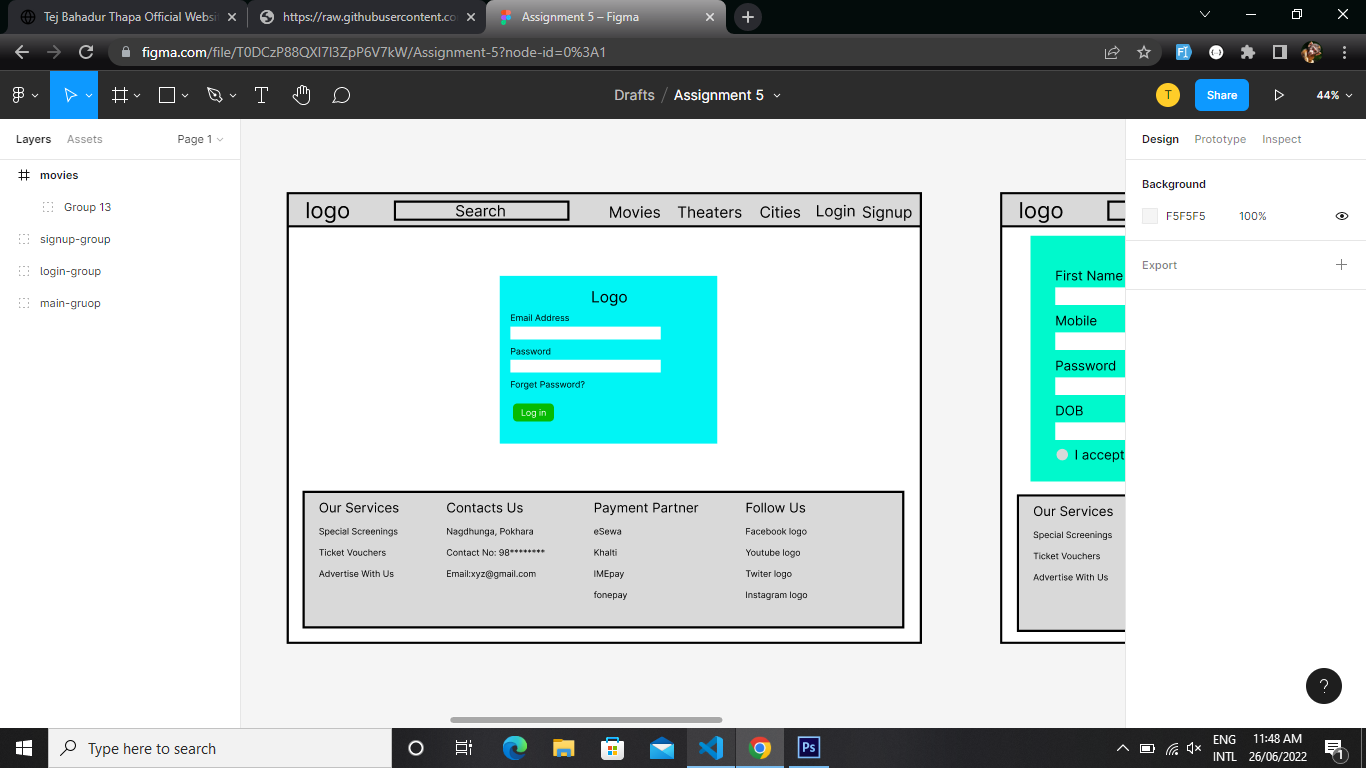 Tej Bahadur Thapa Official Websi
https://raw.githubusercontent.co
Assignment 5 – Figma
figma.com/file/T0DCzP88QXI7l3ZpP6V7kW/Assignment-5?node-id=0%3A1
Drafts / Assignment 5
T
Share
44%
Layers Assets Page 1
movies
Group 13
signup-group
login-group
main-gruop
logo Search Movies Theaters Cities Login Signup
Logo
Email Address
Password
Forget Password?
Log in
Our Services Contacts Us Payment Partner Follow Us
Special Screenings Nagdhunga, Pokhara eSewa Facebook logo
Ticket Vouchers Contact No: 98******** Khalti Youtube logo
Advertise With Us Email:xyz@gmail.com IMEpay Twiter logo
fonepay Instagram logo
logo
First Name
Mobile
Password
DOB
I accept
Our Services
Special Screenings
Ticket Vouchers
Advertise With Us
Design Prototype Inspect
Background
F5F5F5 100%
Export
?
Type here to search
Ps
ENG
INTL
11:48 AM
26/06/2022
1